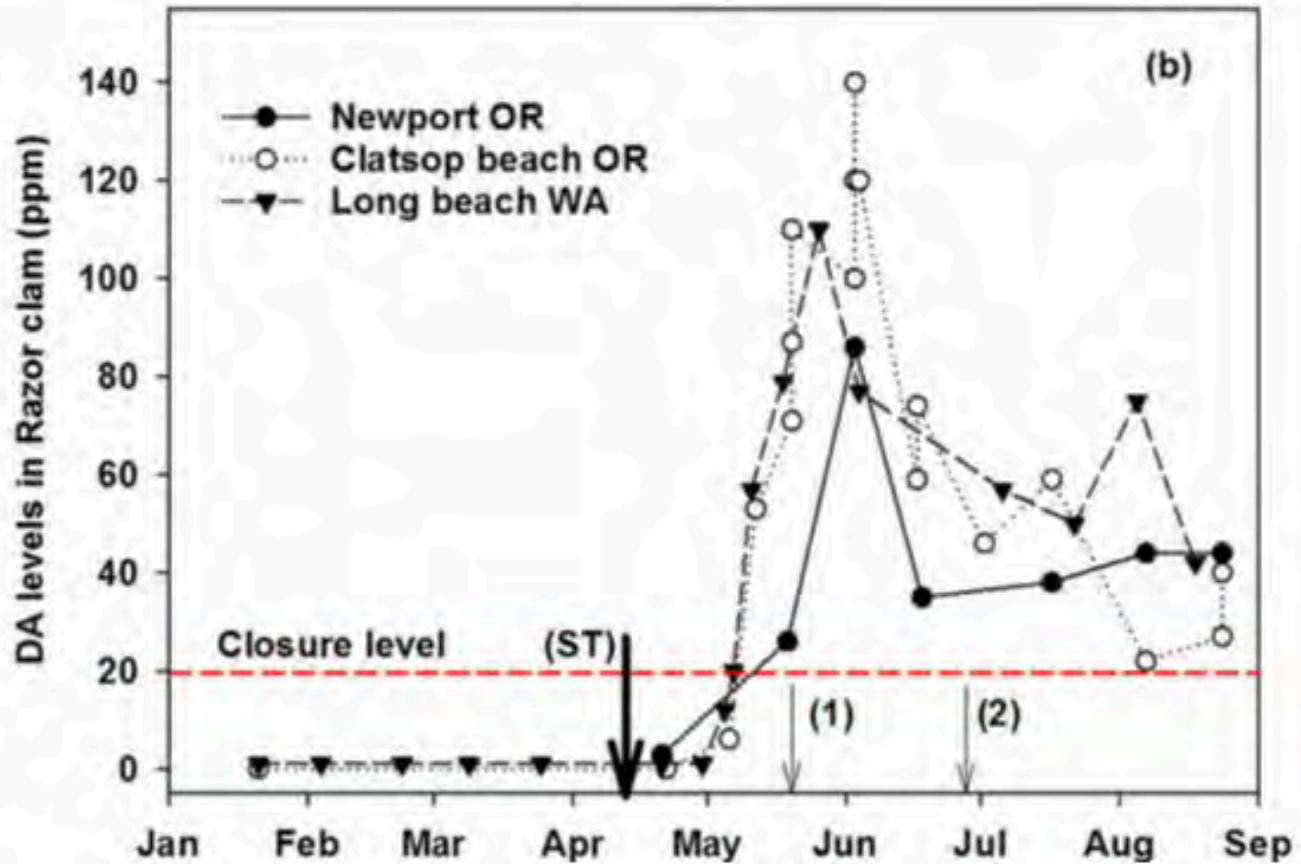 (b)
140
120
100
80
60
40
20
0
DA levels in Razor clam (ppm)
Newport OR
Clatsop beach OR
Long beach WA
Closure level
(ST)
(1)
(2)
Jan Feb Mar Apr May Jun Jul Aug Sep